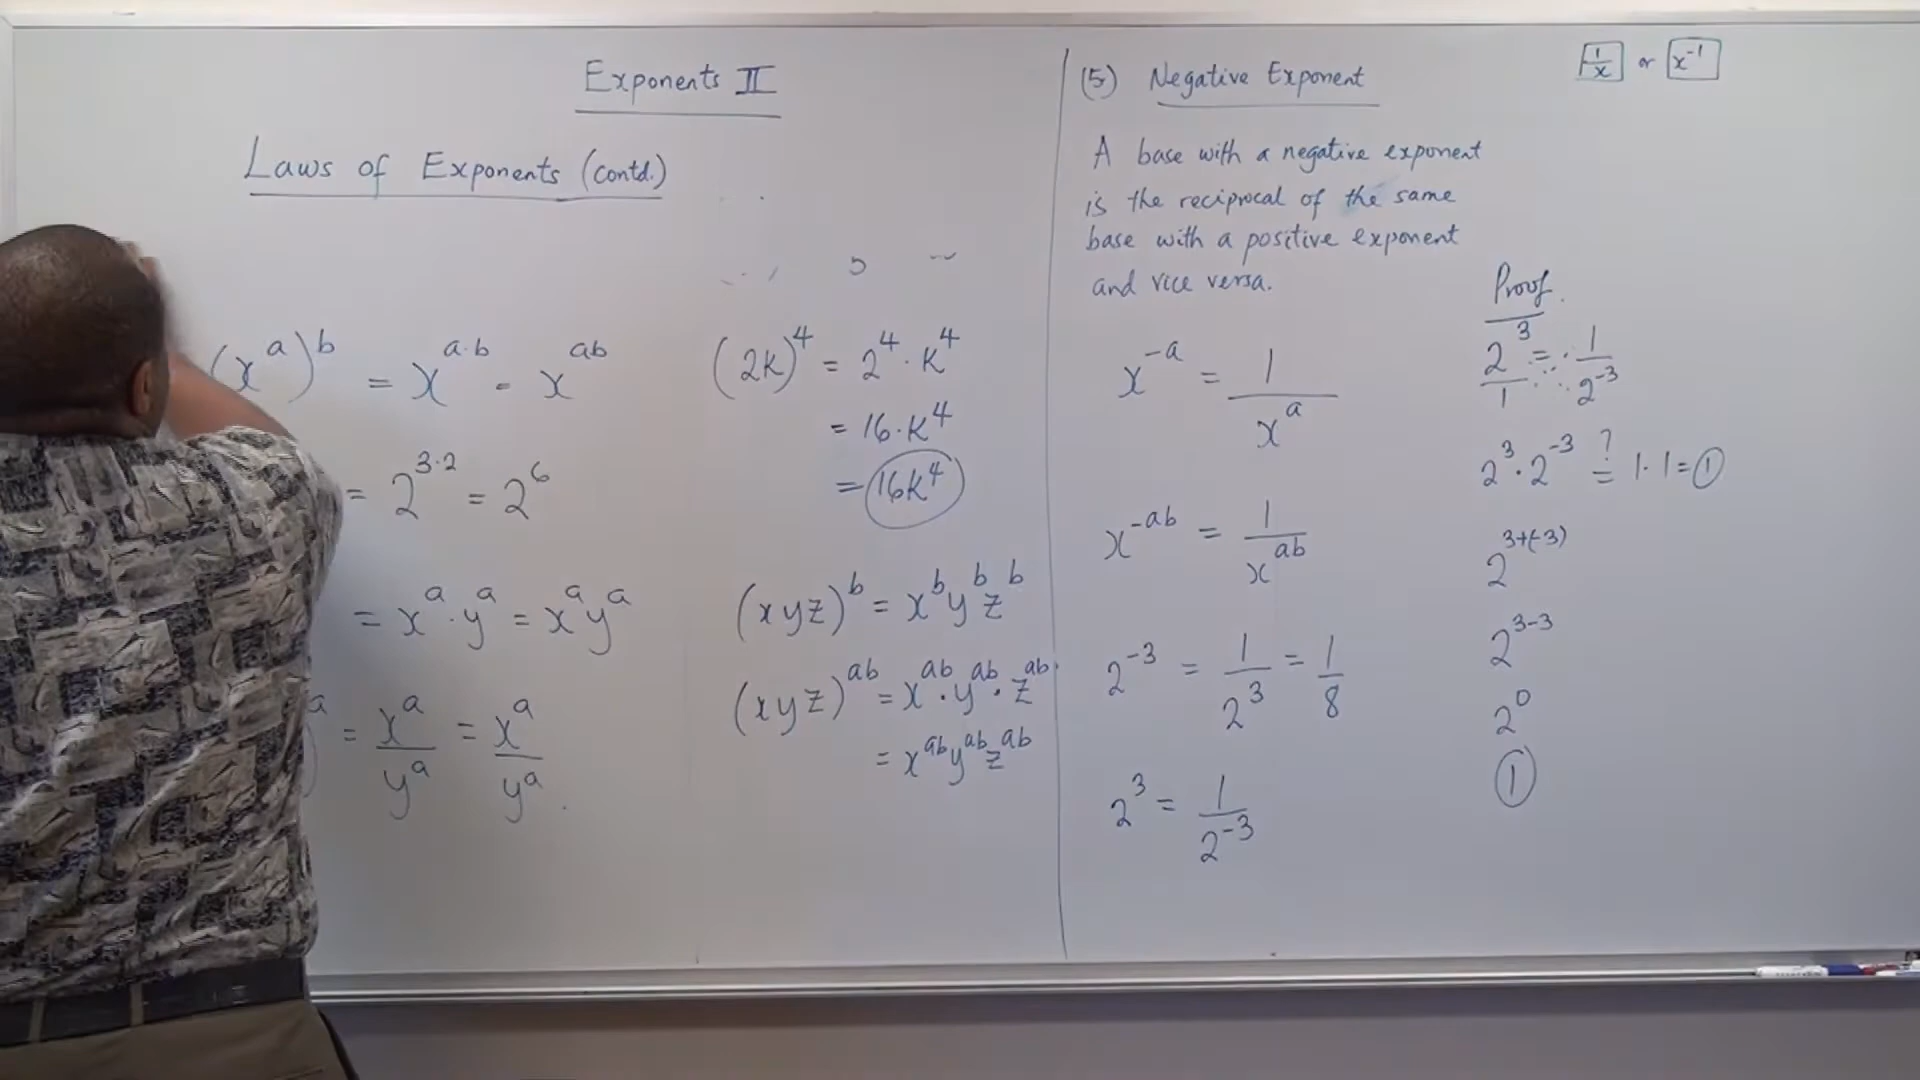 Exponents II
Laws of Exponents (contd.)
(x^a)^b = x^{a·b} = x^{ab}
= 2^{3·2} = 2^6
= x^a · y^a = x^a y^a
^a = x^a/y^a = x^a/y^a
(2k)^4 = 2^4 · k^4
= 16·k^4
= 16k^4
(xyz)^b = x^b y^b z^b
(xyz)^{ab} = x^{ab} · y^{ab} · z^{ab}
= x^{ab} y^{ab} z^{ab}
(5) Negative Exponent
1/x or x^{-1}
A base with a negative exponent
is the reciprocal of the same
base with a positive exponent
and vice versa.
x^{-a} = 1/x^a
x^{-ab} = 1/x^{ab}
2^{-3} = 1/2^3 = 1/8
2^3 = 1/2^{-3}
Proof.
2^3/1 = 1/2^{-3}
2^3 · 2^{-3} ?= 1·1 = 1
2^{3+(-3)}
2^{3-3}
2^0
1